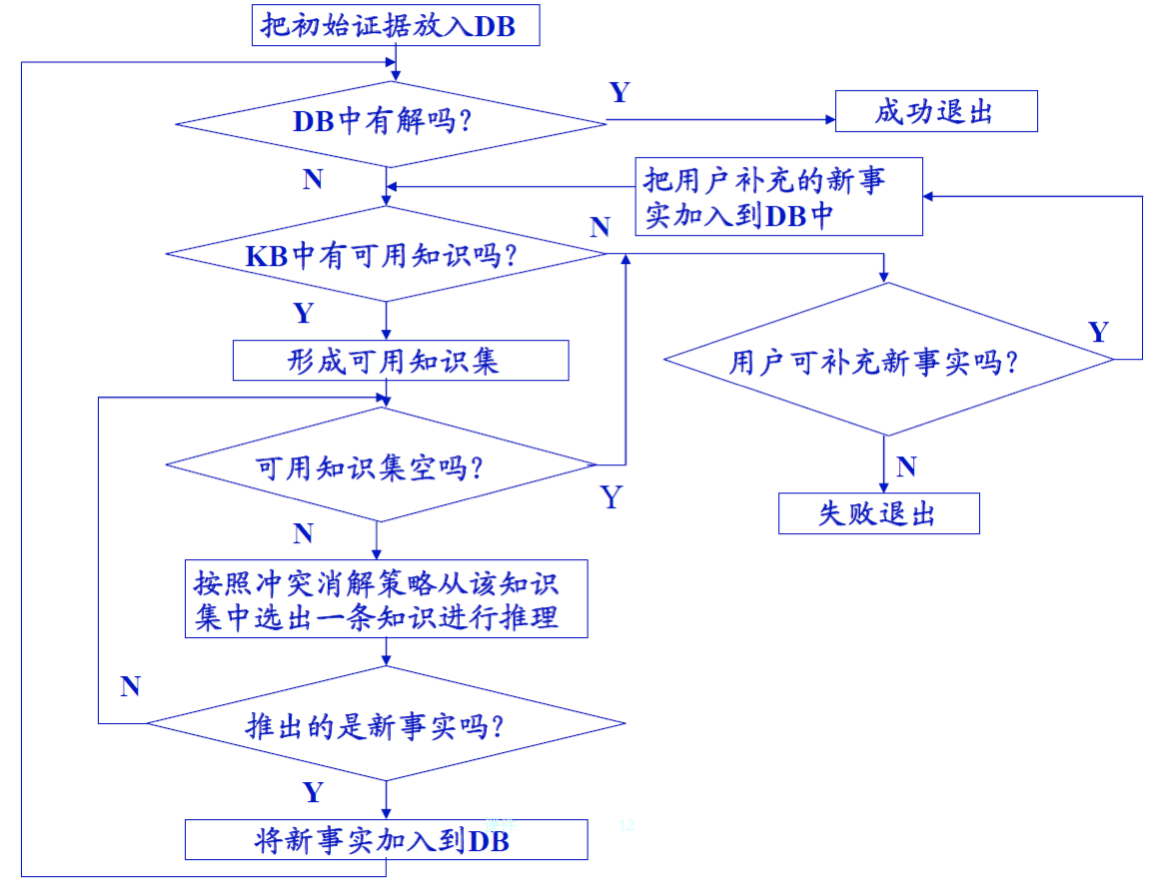 把初始证据放入DB
Y
DB中有解吗？
成功退出
N
把用户补充的新事
实加入到DB中
N
KB中有可用知识吗？
Y
形成可用知识集
用户可补充新事实吗？
Y
可用知识集空吗？
Y
N
N
失败退出
按照冲突消解策略从该知识
集中选出一条知识进行推理
N
推出的是新事实吗？
Y
将新事实加入到DB
12